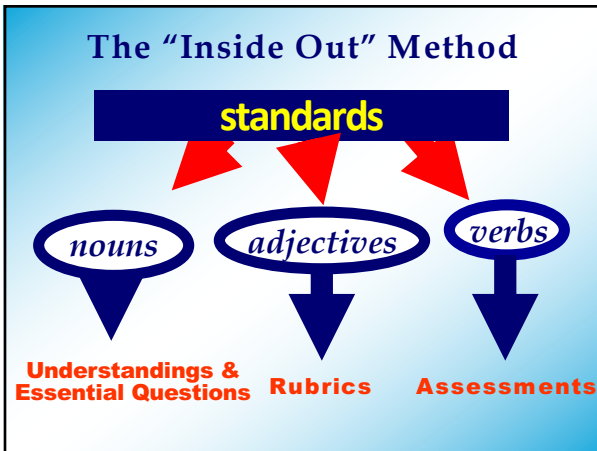 The “Inside Out” Method
standards
nouns
adjectives
verbs
Understandings &
Essential Questions
Rubrics
Assessments